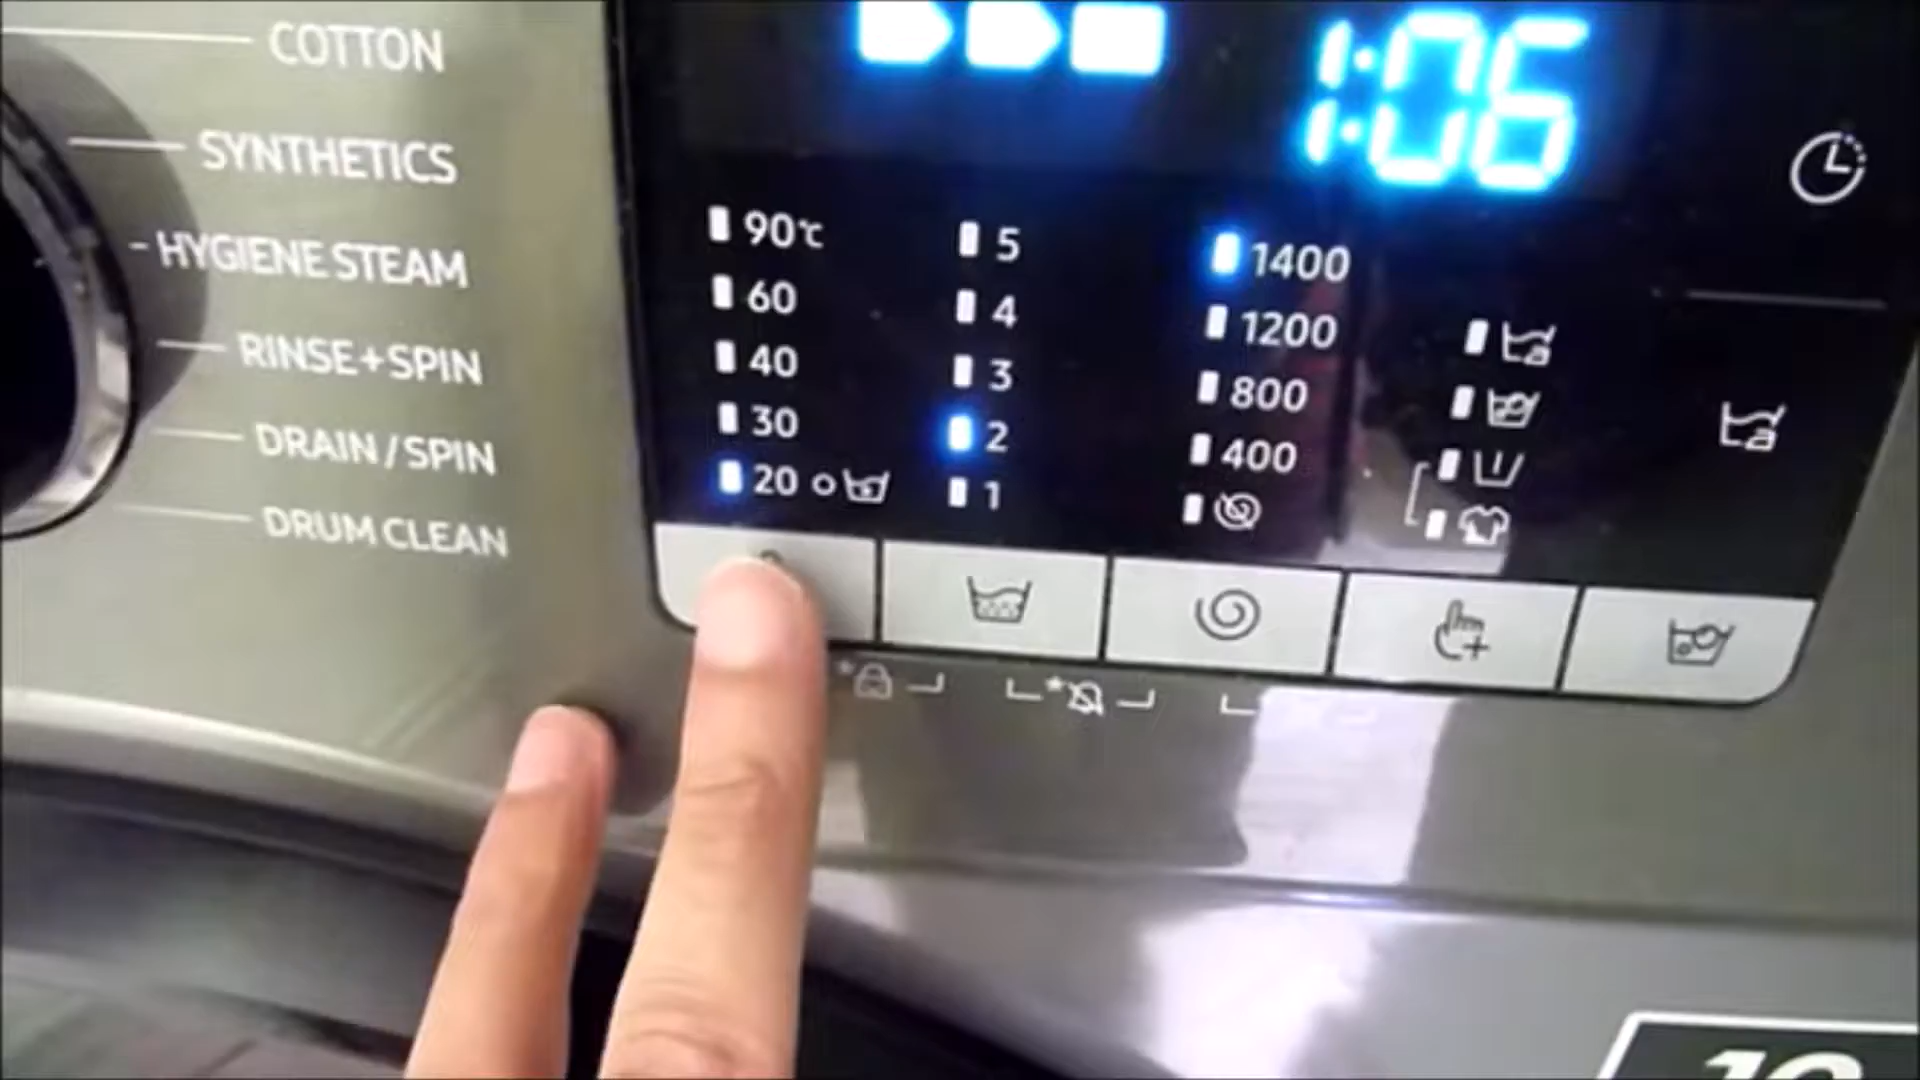 COTTON
SYNTHETICS
HYGIENE STEAM
RINSE+SPIN
DRAIN/SPIN
DRUM CLEAN
1:06
90℃
60
40
30
20
5
4
3
2
1
1400
1200
800
400